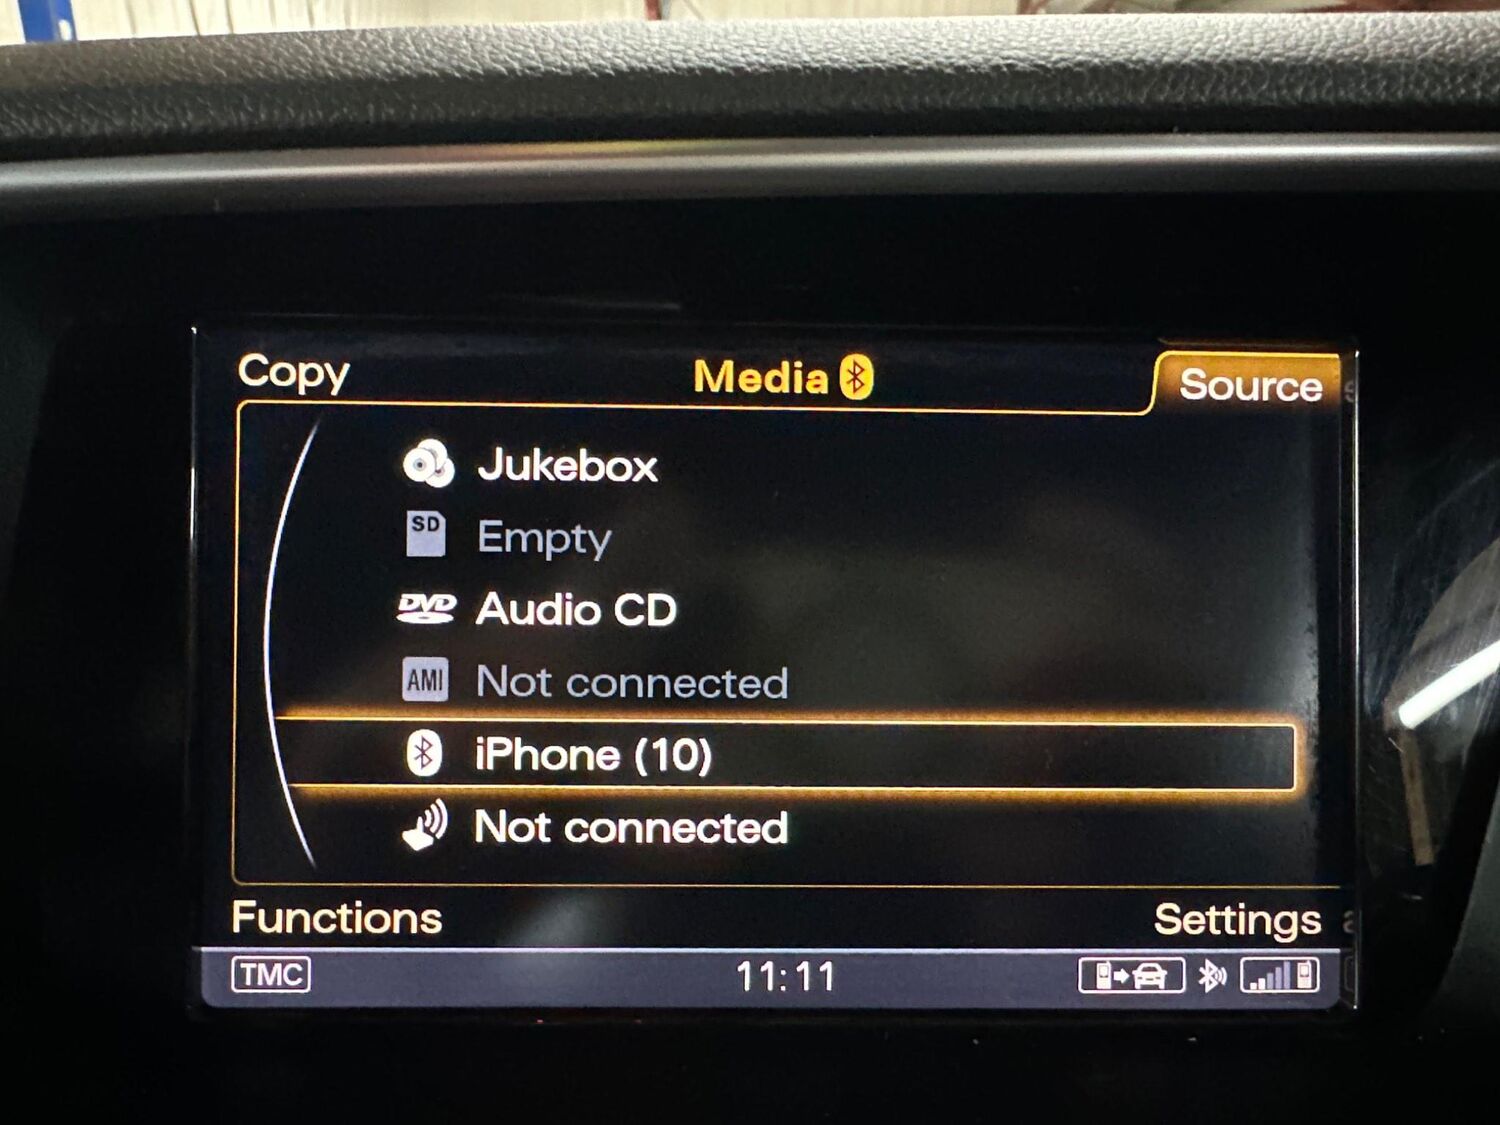 Copy
Media
Source
Jukebox
SD Empty
DVD Audio CD
AMI Not connected
iPhone (10)
Not connected
Functions
Settings
TMC
11:11